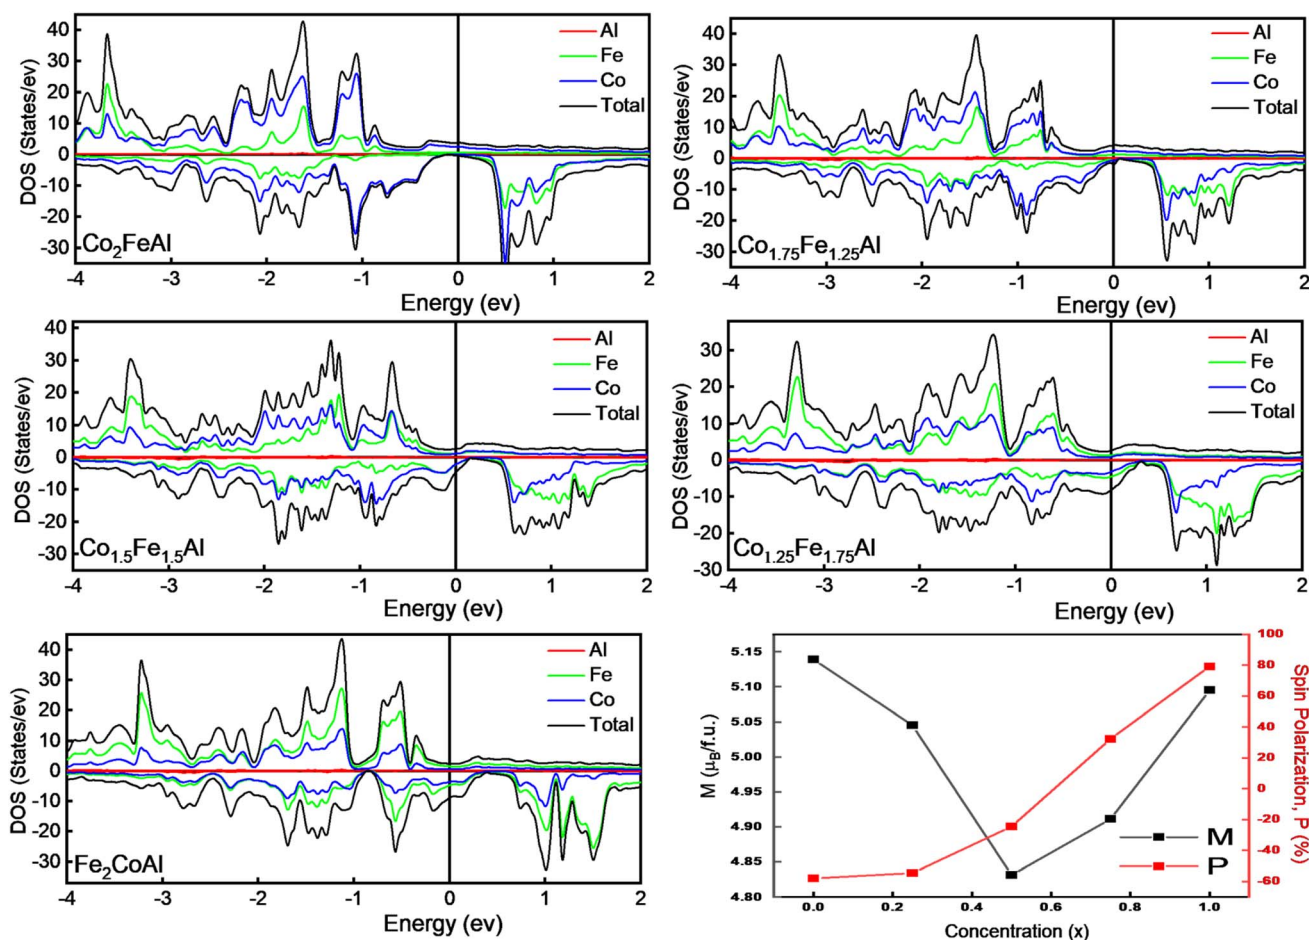 40
30
20
10
0
-10
-20
-30
DOS (States/ev)
Al
Fe
Co
Total
Co2FeAl
-4 -3 -2 -1 0 1 2
Energy (ev)
40
30
20
10
0
-10
-20
-30
DOS (States/ev)
Al
Fe
Co
Total
Co1.75Fe1.25Al
-4 -3 -2 -1 0 1 2
Energy (ev)
40
30
20
10
0
-10
-20
-30
DOS (States/ev)
Al
Fe
Co
Total
Co1.5Fe1.5Al
-4 -3 -2 -1 0 1 2
Energy (ev)
30
20
10
0
-10
-20
-30
DOS (States/ev)
Al
Fe
Co
Total
Co1.25Fe1.75Al
-4 -3 -2 -1 0 1 2
Energy (ev)
40
30
20
10
0
-10
-20
-30
DOS (States/ev)
Al
Fe
Co
Total
Fe2CoAl
-4 -3 -2 -1 0 1 2
Energy (ev)
5.15
5.10
5.05
5.00
4.95
4.90
4.85
4.80
M (μB/f.u.)
M
P
100
80
60
40
20
0
-20
-40
-60
Spin Polarization, P (%)
0.0 0.2 0.4 0.6 0.8 1.0
Concentration (x)